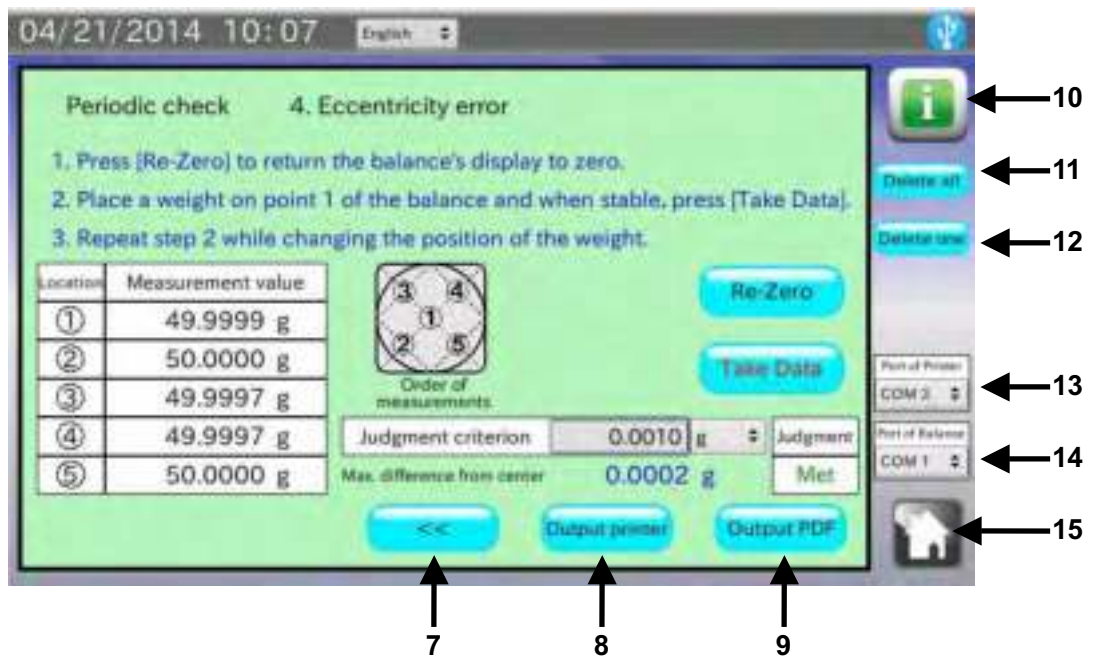 04/21/2014 10:07 English
Periodic check 4. Eccentricity error
1. Press [Re-Zero] to return the balance's display to zero.
2. Place a weight on point 1 of the balance and when stable, press [Take Data].
3. Repeat step 2 while changing the position of the weight.
Location Measurement value
① 49.9999 g
② 50.0000 g
③ 49.9997 g
④ 49.9997 g
⑤ 50.0000 g
3 4
1
2 5
Order of
measurements
Re-Zero
Take Data
Judgment criterion 0.0010 g Judgment
Max. difference from center 0.0002 g Met
<< Output printer Output PDF
i
Delete all
Delete one
Port of Printer
COM
Port of Balance
COM 1
10
11
12
13
14
15
7 8 9